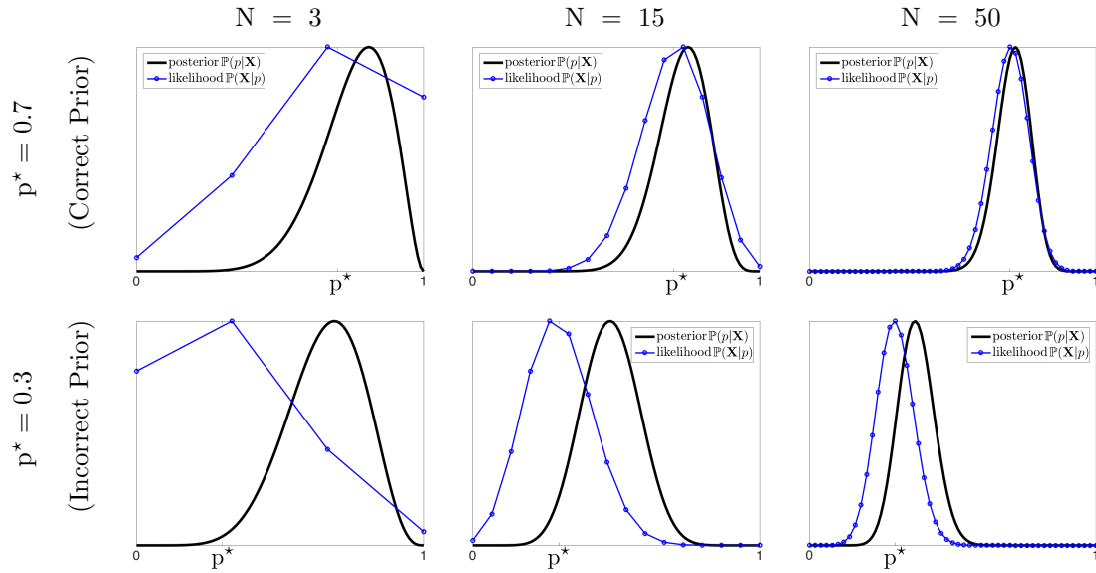 N = 3
N = 15
N = 50
p⋆ = 0.7
(Correct Prior)
posterior ℙ(p|X)
likelihood ℙ(X|p)
0
p⋆
1
posterior ℙ(p|X)
likelihood ℙ(X|p)
0
p⋆
1
posterior ℙ(p|X)
likelihood ℙ(X|p)
0
p⋆
1
p⋆ = 0.3
(Incorrect Prior)
0
p⋆
1
posterior ℙ(p|X)
likelihood ℙ(X|p)
0
p⋆
1
posterior ℙ(p|X)
likelihood ℙ(X|p)
0
p⋆
1